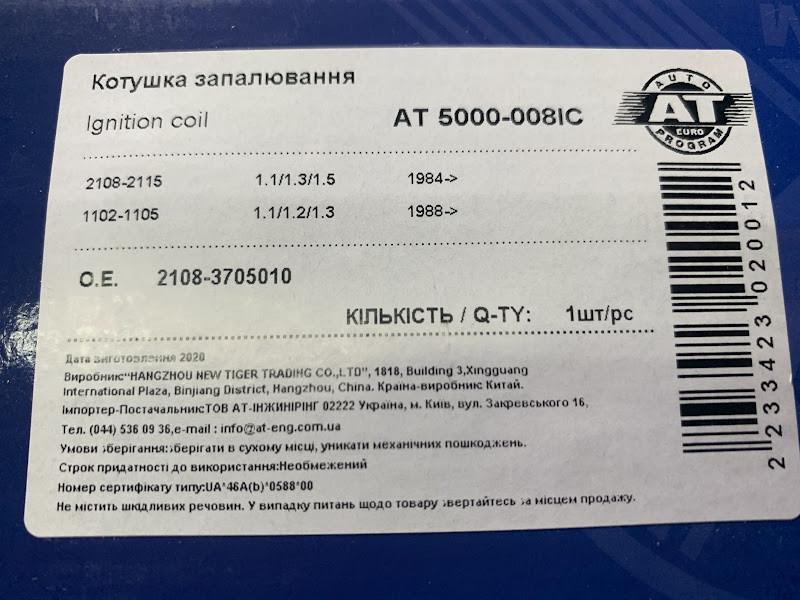 Котушка запалювання
Ignition coil
AT 5000-008IC
AUTO
AT
EURO
PROGRAM
2108-2115 1.1/1.3/1.5 1984->
1102-1105 1.1/1.2/1.3 1988->
O.E. 2108-3705010
КІЛЬКІСТЬ / Q-TY: 1шт/pc
Дата виготовлення 2020
Виробник"HANGZHOU NEW TIGER TRADING CO.,LTD", 1818, Building 3,Xingguang
International Plaza, Binjiang District, Hangzhou, China. Країна-виробник Китай.
Імпортер-Постачальник:ТОВ АТ-ІНЖИНІРІНГ 02222 Україна, м. Київ, вул. Закревського 16,
Тел. (044) 536 09 36,e-mail : info@at-eng.com.ua
Умови зберігання:зберігати в сухому місці, уникати механічних пошкоджень.
Строк придатності до використання:Необмежений
Номер сертифікату типу:UA*46A(b)*0588*00
Не містить шкідливих речовин. У випадку питань щодо товару звертайтесь за місцем продажу.
2233423020012